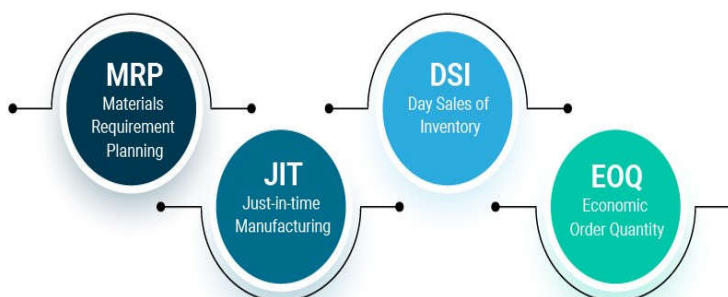 MRP
Materials
Requirement
Planning
JIT
Just-in-time
Manufacturing
DSI
Day Sales of
Inventory
EOQ
Economic
Order Quantity